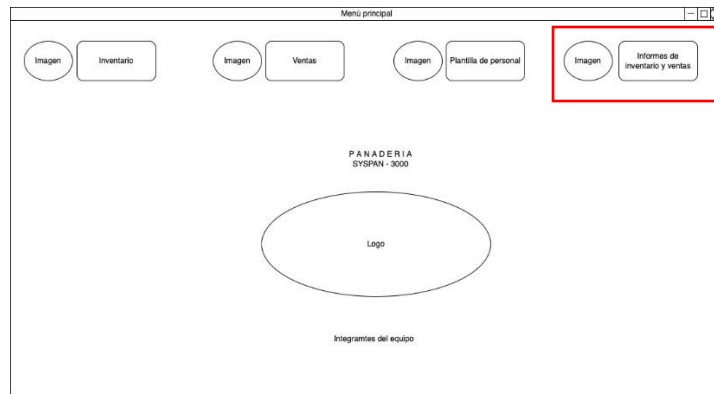 Menú principal
Imagen
Inventario
Imagen
Ventas
Imagen
Plantilla de personal
Imagen
Informes de
inventario y ventas
P A N A D E R I A
SYSPAN - 3000
Logo
Integramtes del equipo